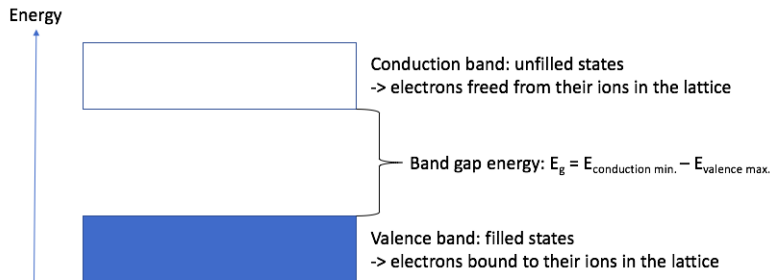 Energy
Conduction band: unfilled states
-> electrons freed from their ions in the lattice
Band gap energy: Eg = Econduction min. – Evalence max.
Valence band: filled states
-> electrons bound to their ions in the lattice